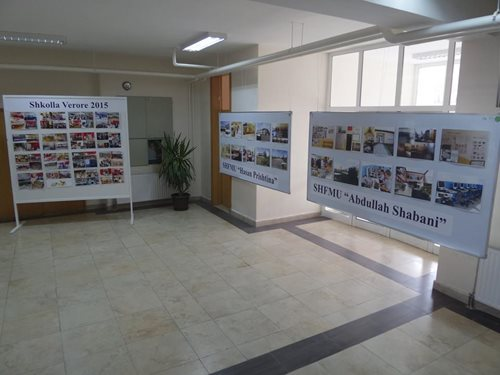 Shkolla Verore 2015
SHFMU "Hasan Prishtina"
SHFMU "Abdullah Shabani"